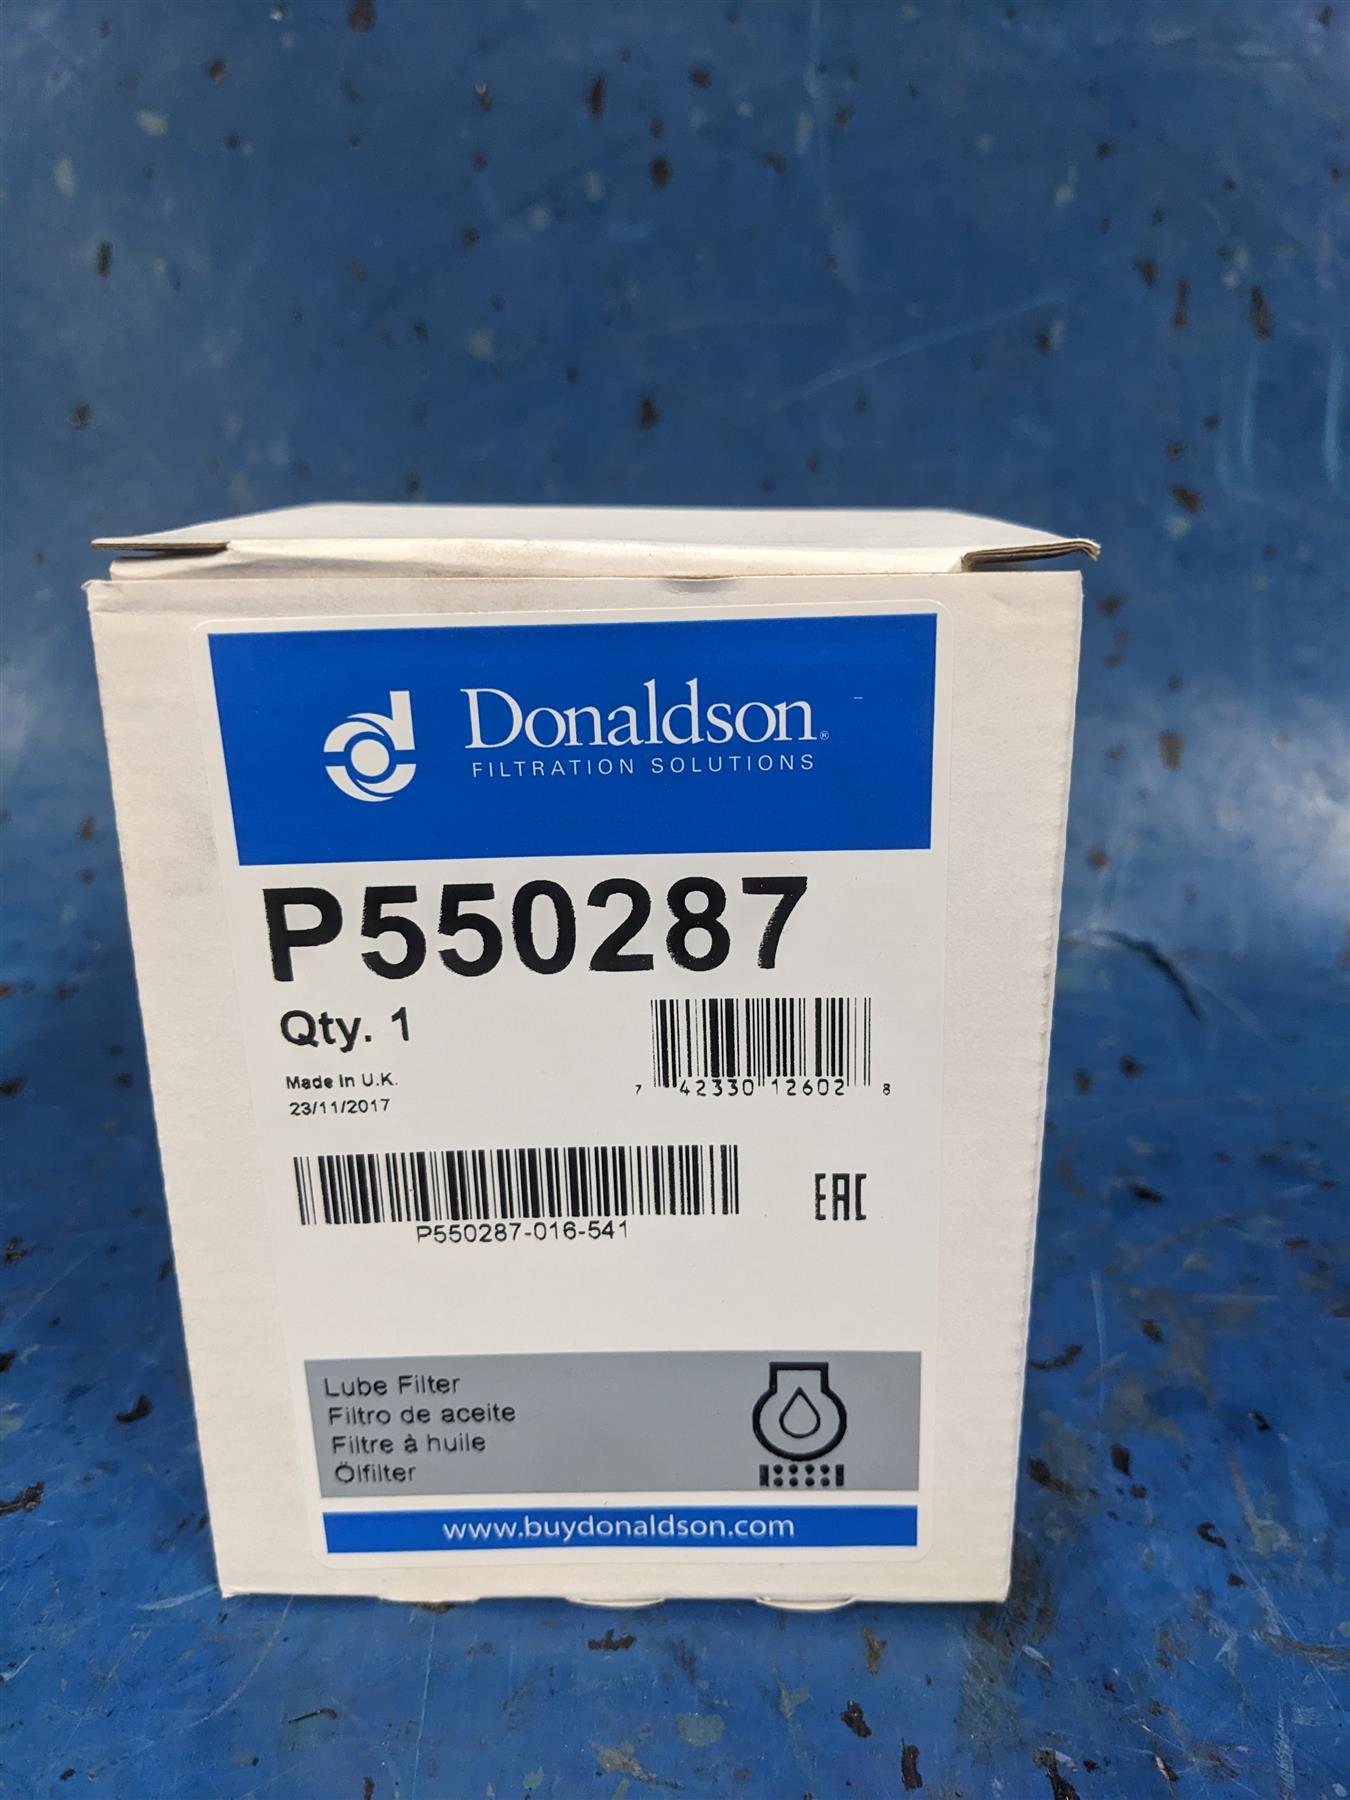 Donaldson®
FILTRATION SOLUTIONS
P550287
Qty. 1
Made In U.K.
23/11/2017
7 42330 12602 8
P550287-016-541
EAC
Lube Filter
Filtro de aceite
Filtre à huile
Ölfilter
www.buydonaldson.com